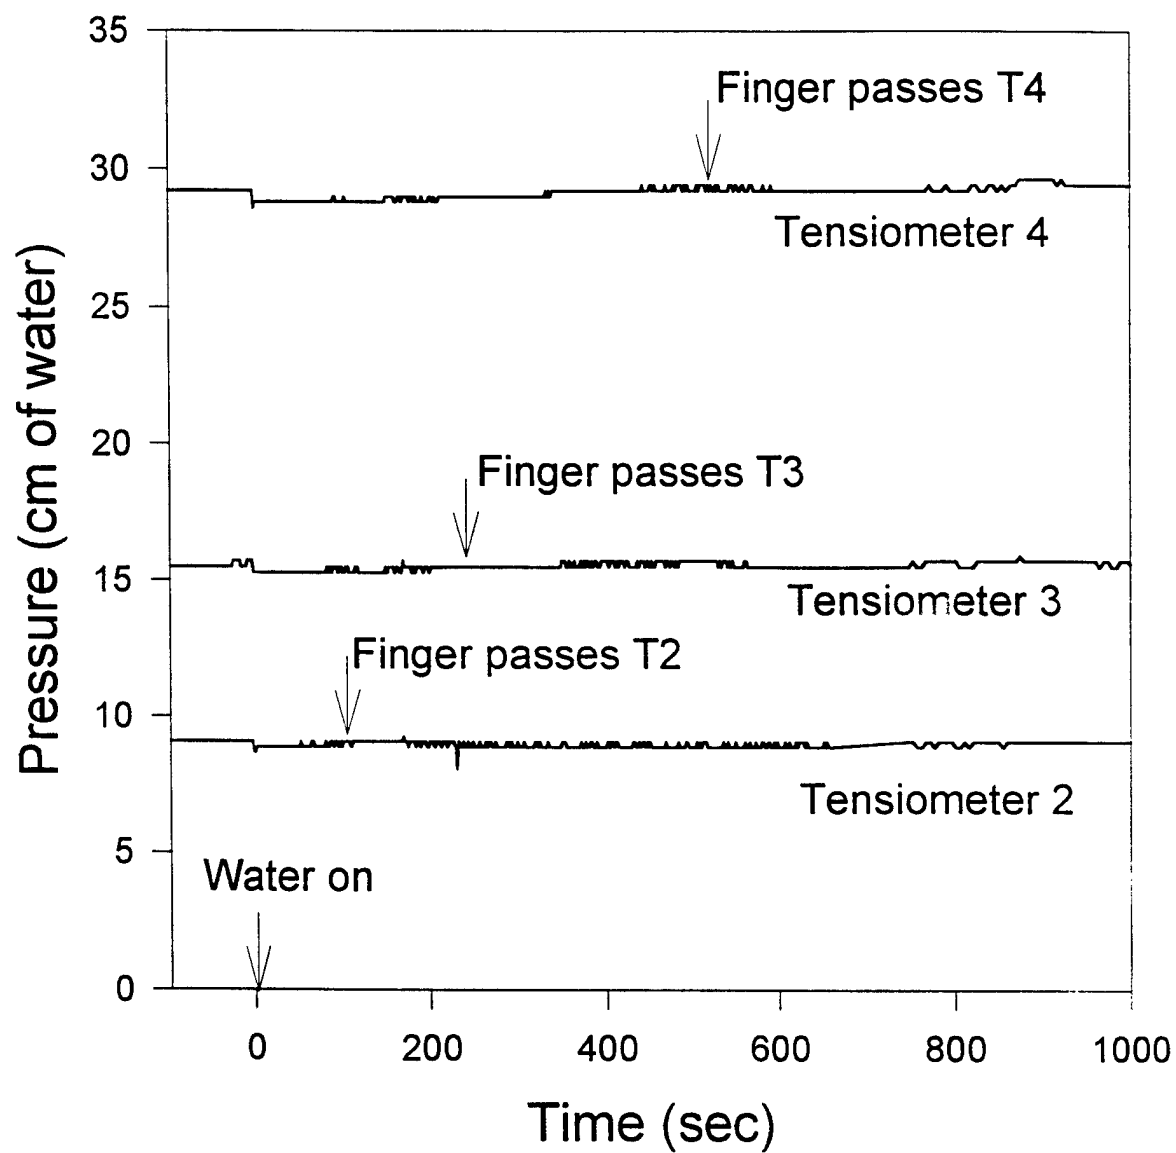 35
Finger passes T4
30
Tensiometer 4
25
20
Finger passes T3
15
Tensiometer 3
Finger passes T2
10
Tensiometer 2
5
Water on
0
0 200 400 600 800 1000
Time (sec)
Pressure (cm of water)